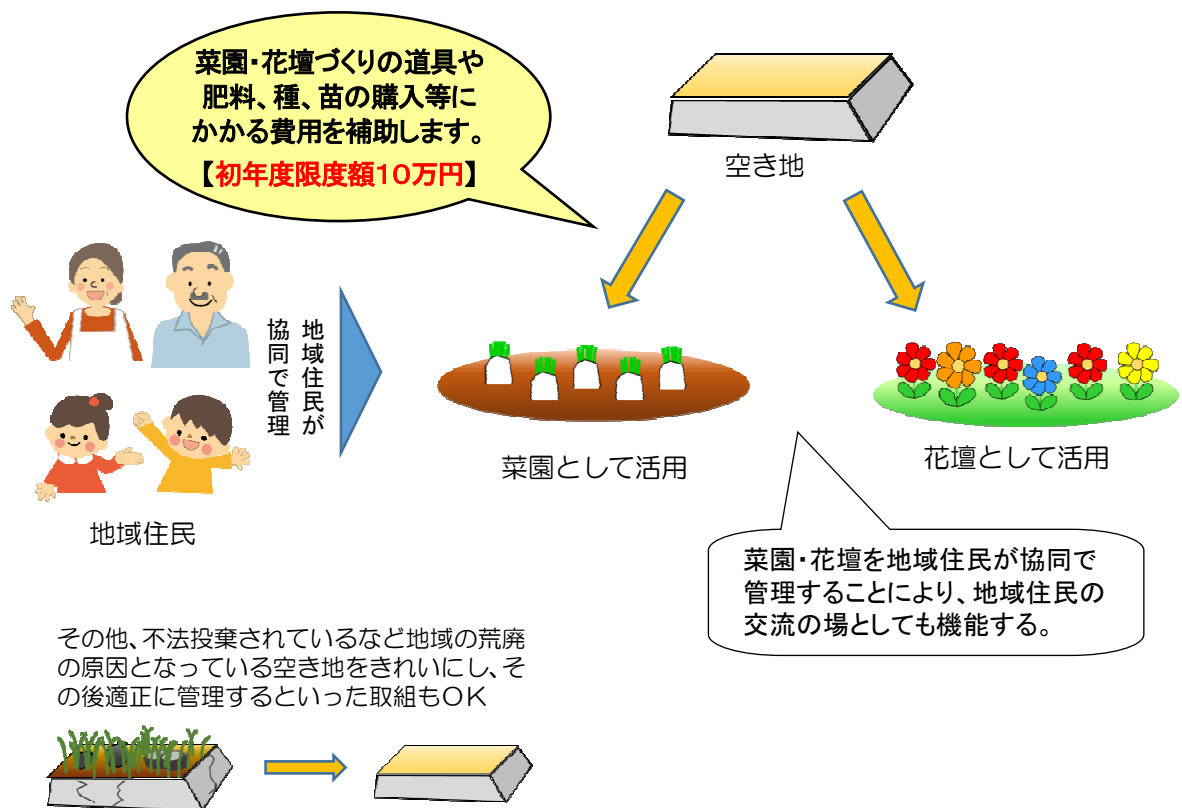 菜園・花壇づくりの道具や
肥料、種、苗の購入等に
かかる費用を補助します。
【初年度限度額１０万円】
空き地
地域住民が
協同で管理
地域住民
菜園として活用
花壇として活用
菜園・花壇を地域住民が協同で
管理することにより、地域住民の
交流の場としても機能する。
その他、不法投棄されているなど地域の荒廃
の原因となっている空き地をきれいにし、そ
の後適正に管理するといった取組もＯＫ